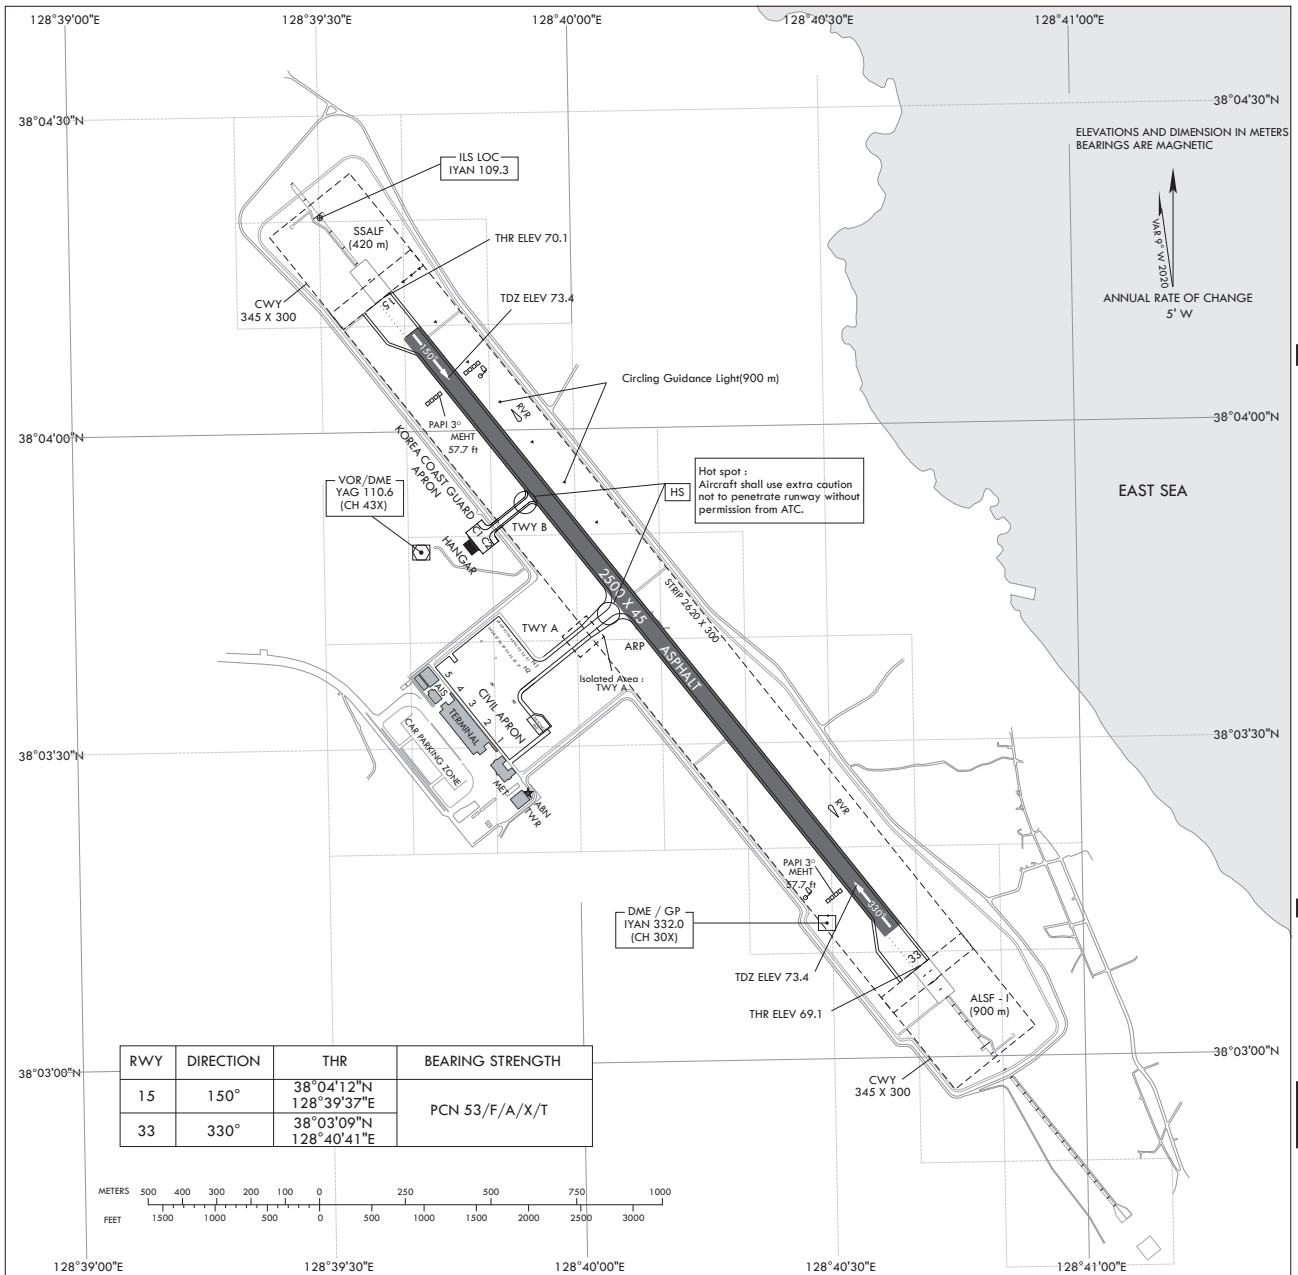 128°39'00"E
128°39'30"E
128°40'00"E
128°40'30"E
128°41'00"E
38°04'30"N
38°04'30"N
ELEVATIONS AND DIMENSION IN METERS
BEARINGS ARE MAGNETIC
VAR 9° W 2020
ANNUAL RATE OF CHANGE
5' W
ILS LOC
IYAN 109.3
SSALF
(420 m)
THR ELEV 70.1
CWY
345 X 300
TDZ ELEV 73.4
15
150°
Circling Guidance Light(900 m)
RVR
PAPI 3°
MEHT
57.7 ft
38°04'00"N
38°04'00"N
KOREA COAST GUARD
APRON
VOR/DME
YAG 110.6
(CH 43X)
HS
Hot spot :
Aircraft shall use extra caution
not to penetrate runway without
permission from ATC.
EAST SEA
C1 C2
TWY B
HANGAR
2500 X 45
ASPHALT
STRIP 2620 X 300
TWY A
ARP
Isolated Area :
TWY A
H1
H2
CIVIL APRON
5
4
3
2
1
AIS
TERMINAL
CAR PARKING ZONE
MET
ABN
TWR
38°03'30"N
38°03'30"N
RVR
PAPI 3°
MEHT
57.7 ft
330°
DME / GP
IYAN 332.0
(CH 30X)
33
TDZ ELEV 73.4
THR ELEV 69.1
ALSF - I
(900 m)
CWY
345 X 300
38°03'00"N
38°03'00"N
RWY DIRECTION THR BEARING STRENGTH
15 150° 38°04'12"N
128°39'37"E
PCN 53/F/A/X/T
33 330° 38°03'09"N
128°40'41"E
METERS 500 400 300 200 100 0 250 500 750 1000
FEET 1500 1000 500 0 500 1000 1500 2000 2500 3000
128°39'00"E
128°39'30"E
128°40'00"E
128°40'30"E
128°41'00"E